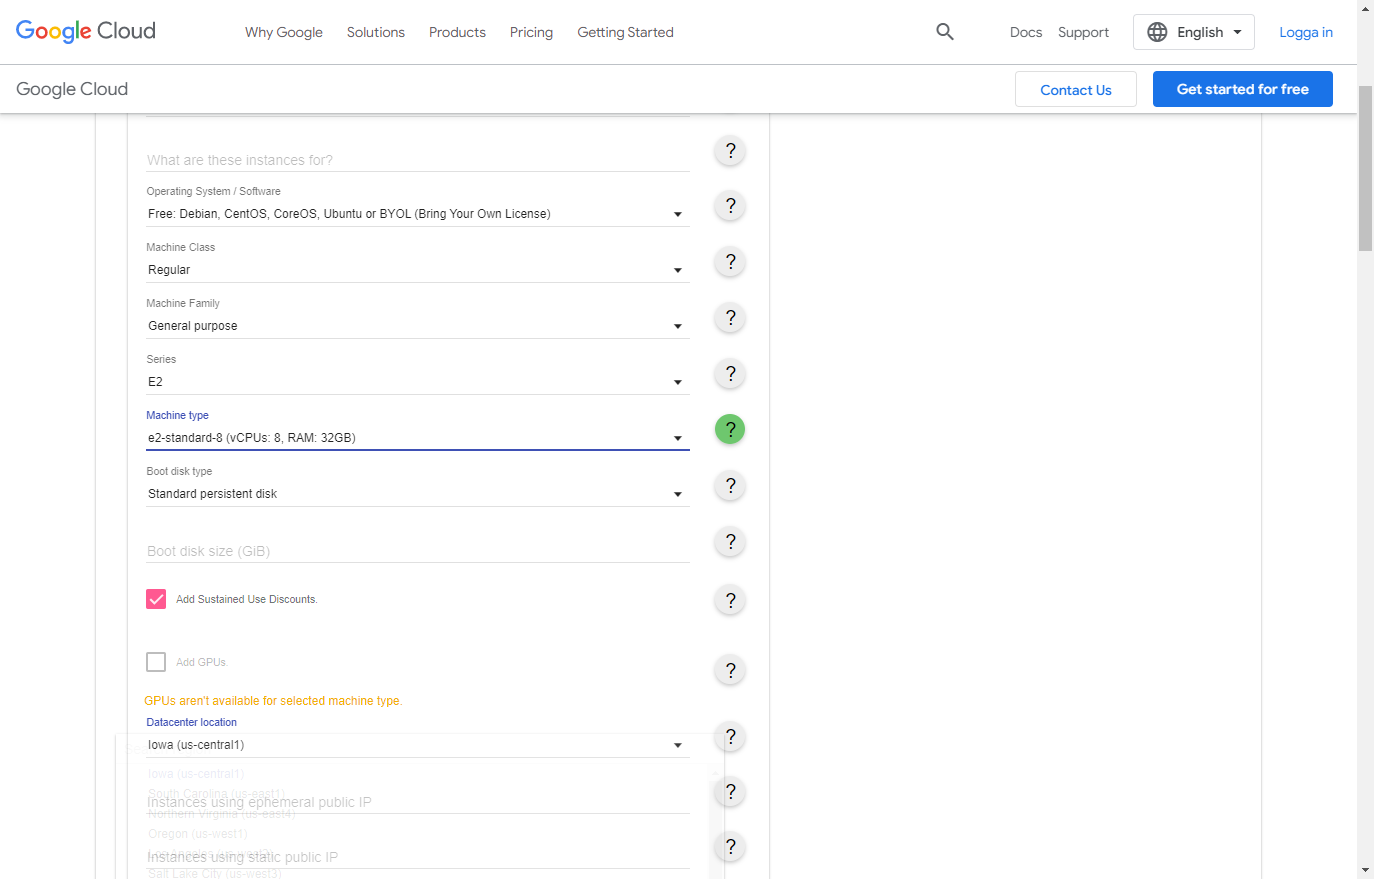 Google Cloud
Why Google
Solutions
Products
Pricing
Getting Started
Docs
Support
English
Logga in
Google Cloud
Contact Us
Get started for free
What are these instances for?
?
Operating System / Software
Free: Debian, CentOS, CoreOS, Ubuntu or BYOL (Bring Your Own License)
?
Machine Class
Regular
?
Machine Family
General purpose
?
Series
E2
?
Machine type
e2-standard-8 (vCPUs: 8, RAM: 32GB)
?
Boot disk type
Standard persistent disk
?
Boot disk size (GiB)
?
Add Sustained Use Discounts.
?
Add GPUs
?
GPUs aren't available for selected machine type.
Datacenter location
Iowa (us-central1)
?
Iowa (us-central1)
South Carolina (us-east1)
Instances using ephemeral public IP
?
Northern Virginia (us-east4)
Oregon (us-west1)
Instances using static public IP
?
Salt Lake City (us-west3)